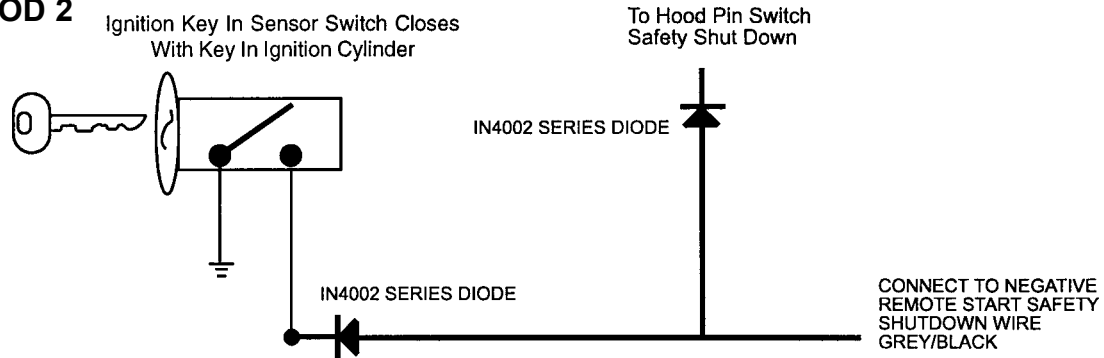 OD 2
Ignition Key In Sensor Switch Closes
With Key In Ignition Cylinder
To Hood Pin Switch
Safety Shut Down
IN4002 SERIES DIODE
IN4002 SERIES DIODE
CONNECT TO NEGATIVE
REMOTE START SAFETY
SHUTDOWN WIRE
GREY/BLACK